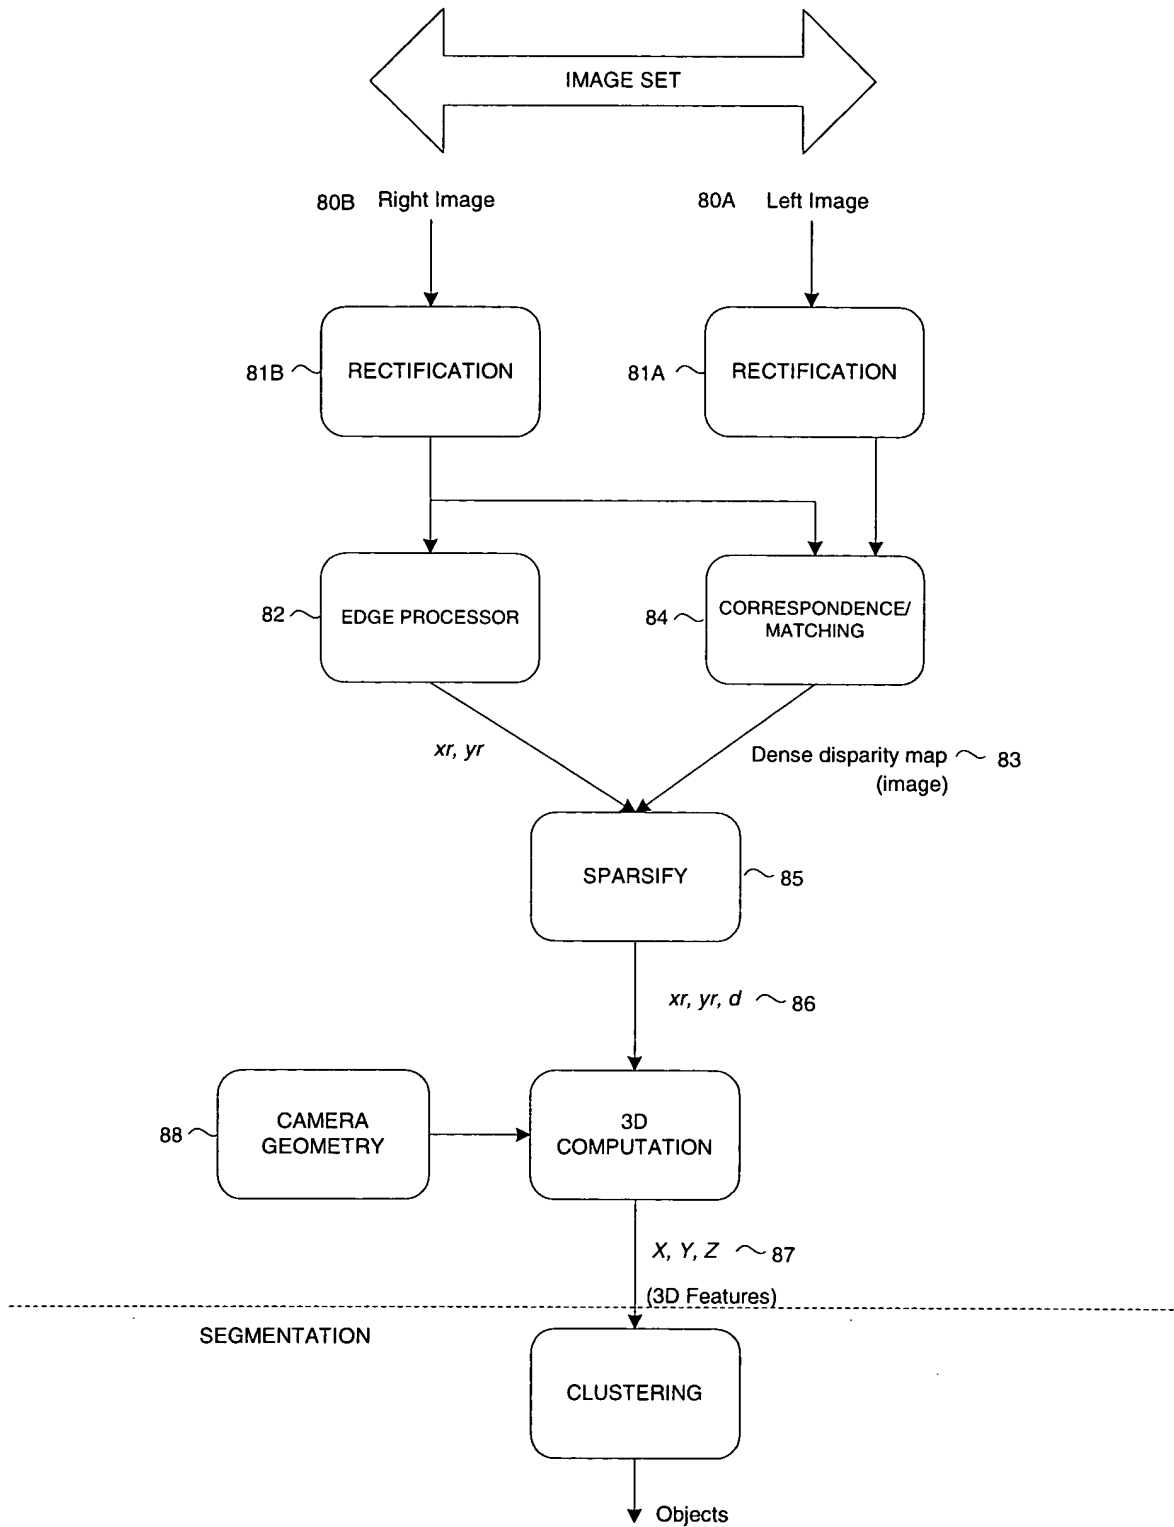 IMAGE SET
80B Right Image
80A Left Image
81B RECTIFICATION
81A RECTIFICATION
82 EDGE PROCESSOR
84 CORRESPONDENCE/
MATCHING
xr, yr
Dense disparity map 83
(image)
SPARSIFY 85
xr, yr, d 86
88 CAMERA
GEOMETRY
3D
COMPUTATION
X, Y, Z 87
(3D Features)
SEGMENTATION
CLUSTERING
Objects